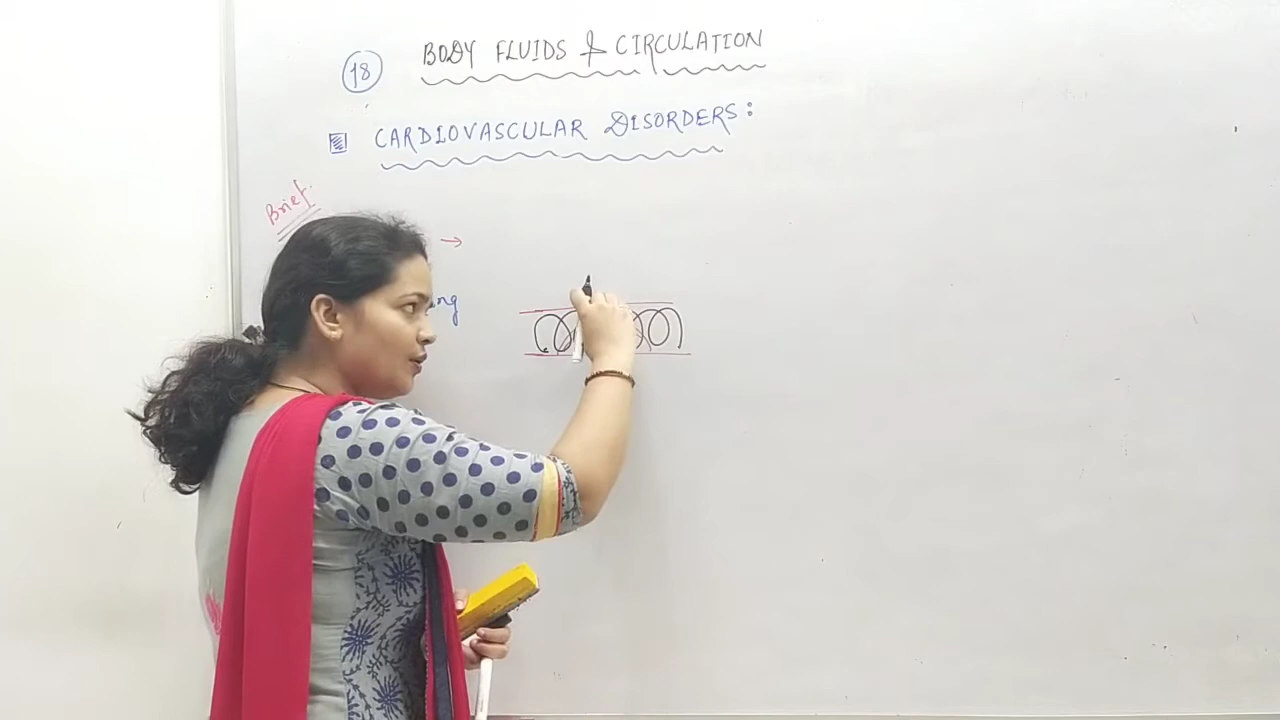 18 BODY FLUIDS & CIRCULATION
CARDIOVASCULAR DISORDERS:
Brief.
→